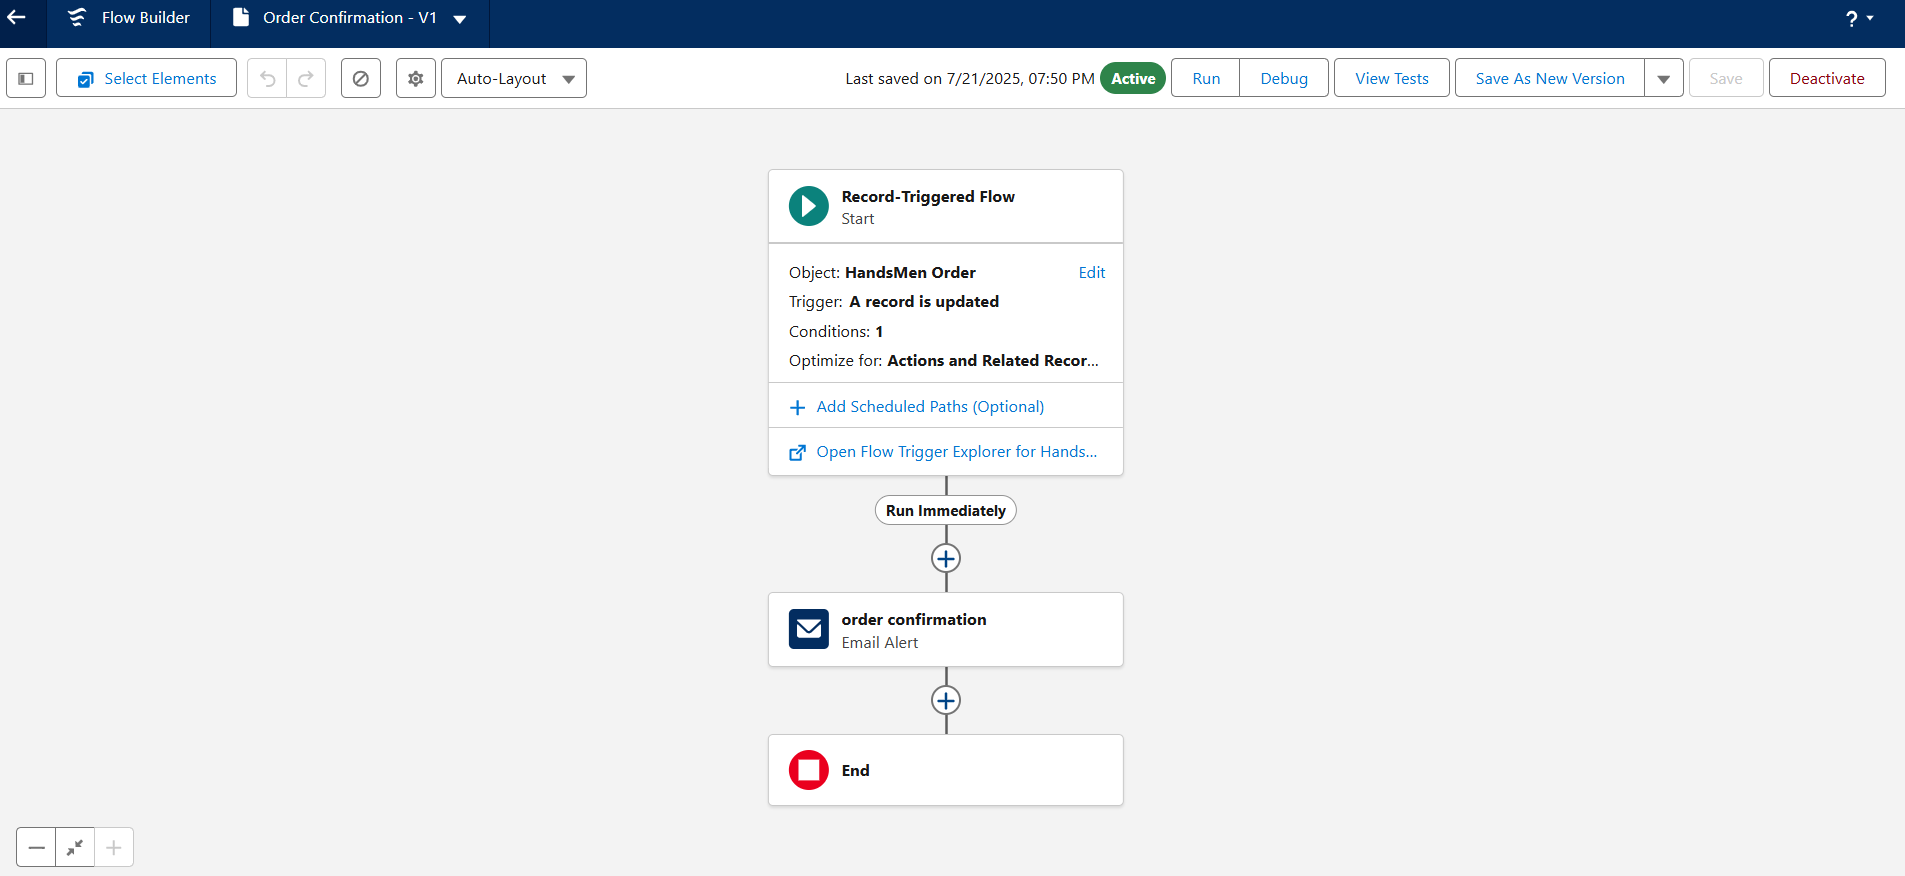 Flow Builder
Order Confirmation - V1
?
Select Elements
Auto-Layout
Last saved on 7/21/2025, 07:50 PM
Active
Run
Debug
View Tests
Save As New Version
Save
Deactivate
Record-Triggered Flow
Start
Object: HandsMen Order
Edit
Trigger: A record is updated
Conditions: 1
Optimize for: Actions and Related Recor...
Add Scheduled Paths (Optional)
Open Flow Trigger Explorer for Hands...
Run Immediately
order confirmation
Email Alert
End